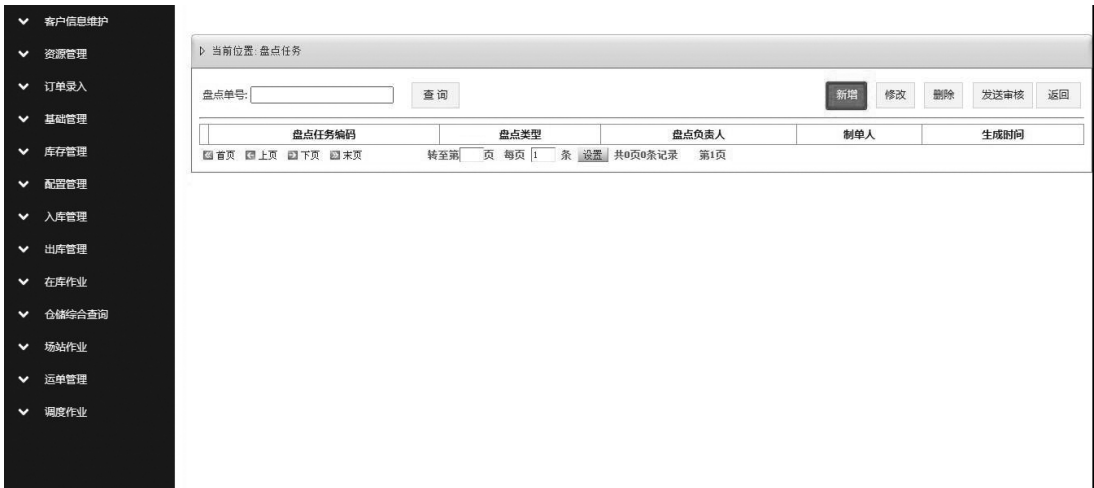 客户信息维护
资源管理
订单录入
基础管理
库存管理
配置管理
入库管理
出库管理
在库作业
仓储综合查询
场站作业
运单管理
调度作业
当前位置:盘点任务
盘点单号: 查询 新增 修改 删除 发送审核 返回
盘点任务编码 盘点类型 盘点负责人 制单人 生成时间
首页 上页 下页 末页 转至第 页 每页 1 条 设置 共0页0条记录 第1页